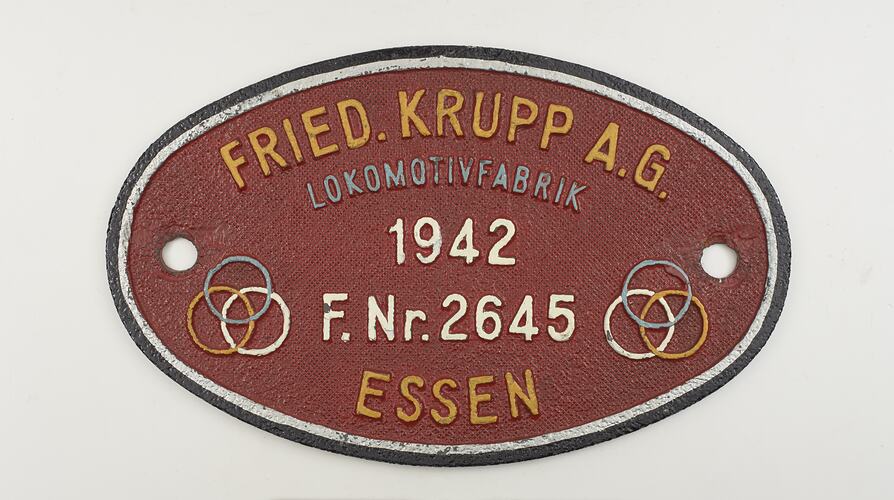 FRIED. KRUPP A.G.
LOKOMOTIVFABRIK
1942
F. Nr. 2645
ESSEN